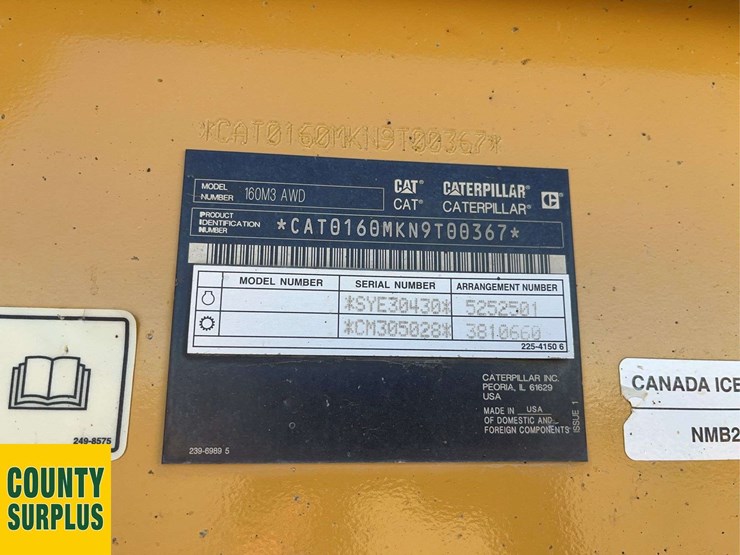 *CAT0160MKN9T00367*
MODEL NUMBER 160M3 AWD
CAT® CATERPILLAR®
CAT® CATERPILLAR®
PRODUCT IDENTIFICATION NUMBER *CAT0160MKN9T00367*
MODEL NUMBER SERIAL NUMBER ARRANGEMENT NUMBER
*SYE30430* 5252501
*CM305028* 3810660
225-4150 6
CATERPILLAR INC.
PEORIA, IL 61629
USA
MADE IN USA
OF DOMESTIC AND
FOREIGN COMPONENTS
ISSUE 1
239-6989 5
249-8575
CANADA ICE
NMB2
COUNTY
SURPLUS